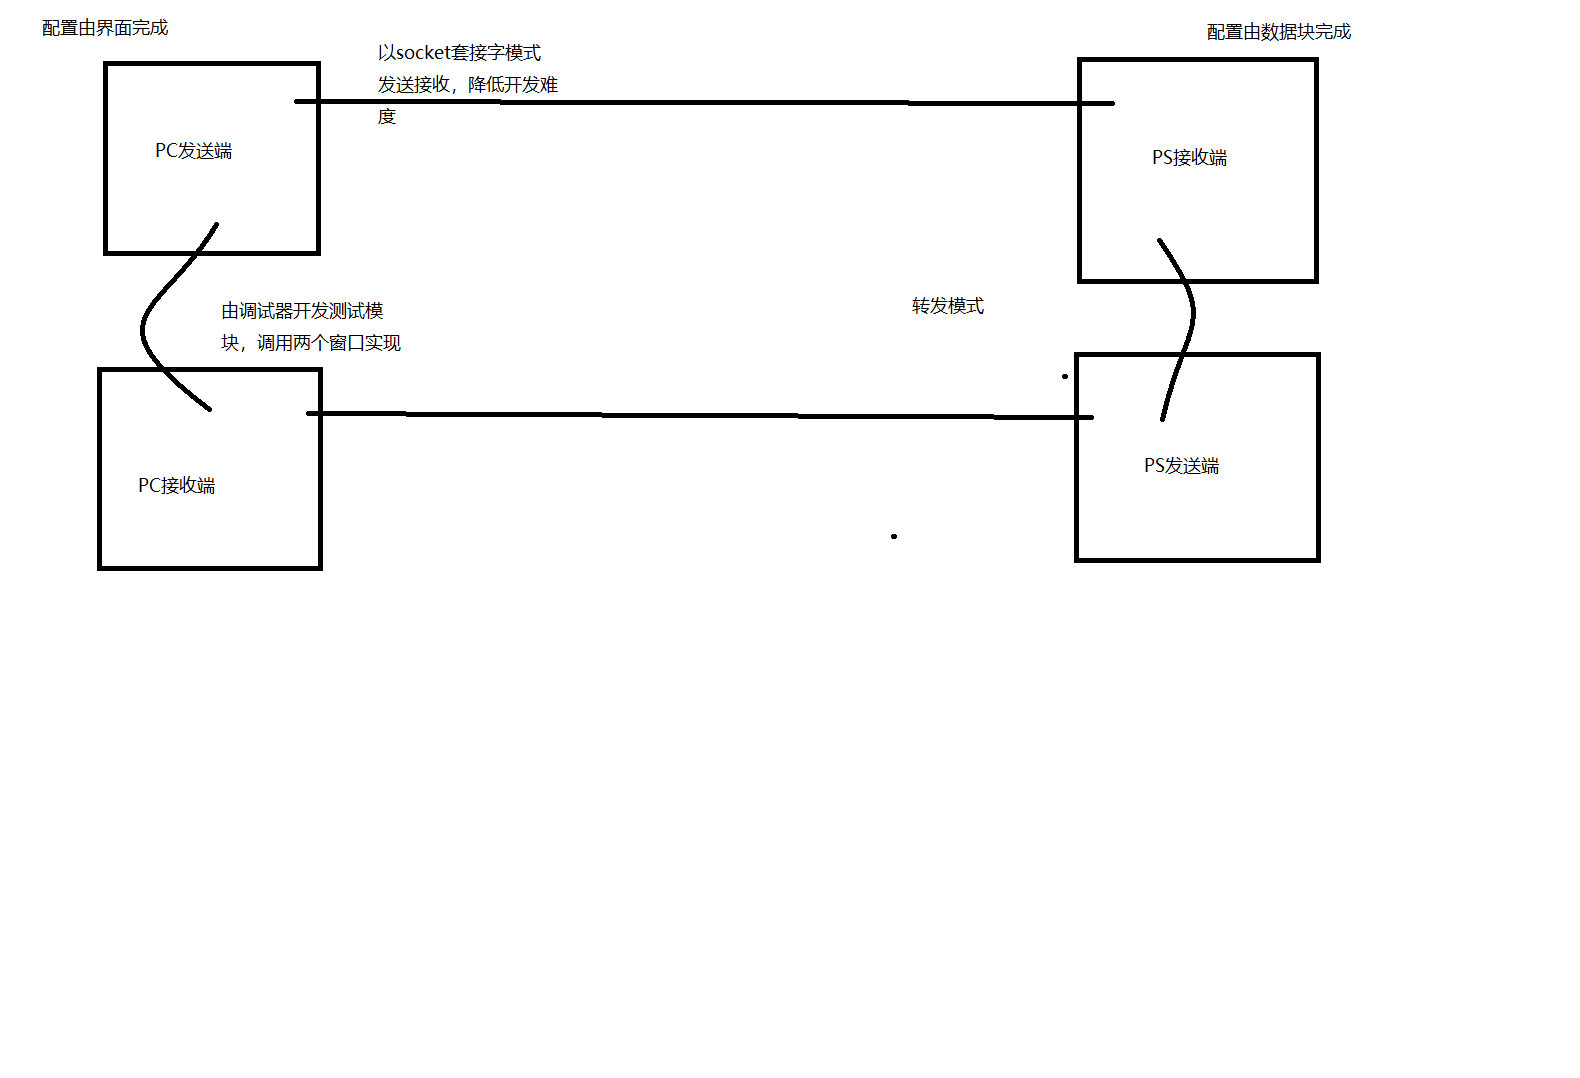 配置由界面完成
配置由数据块完成
以socket套接字模式
发送接收，降低开发难
度
PC发送端
PS接收端
由调试器开发测试模
块，调用两个窗口实现
转发模式
PC接收端
PS发送端